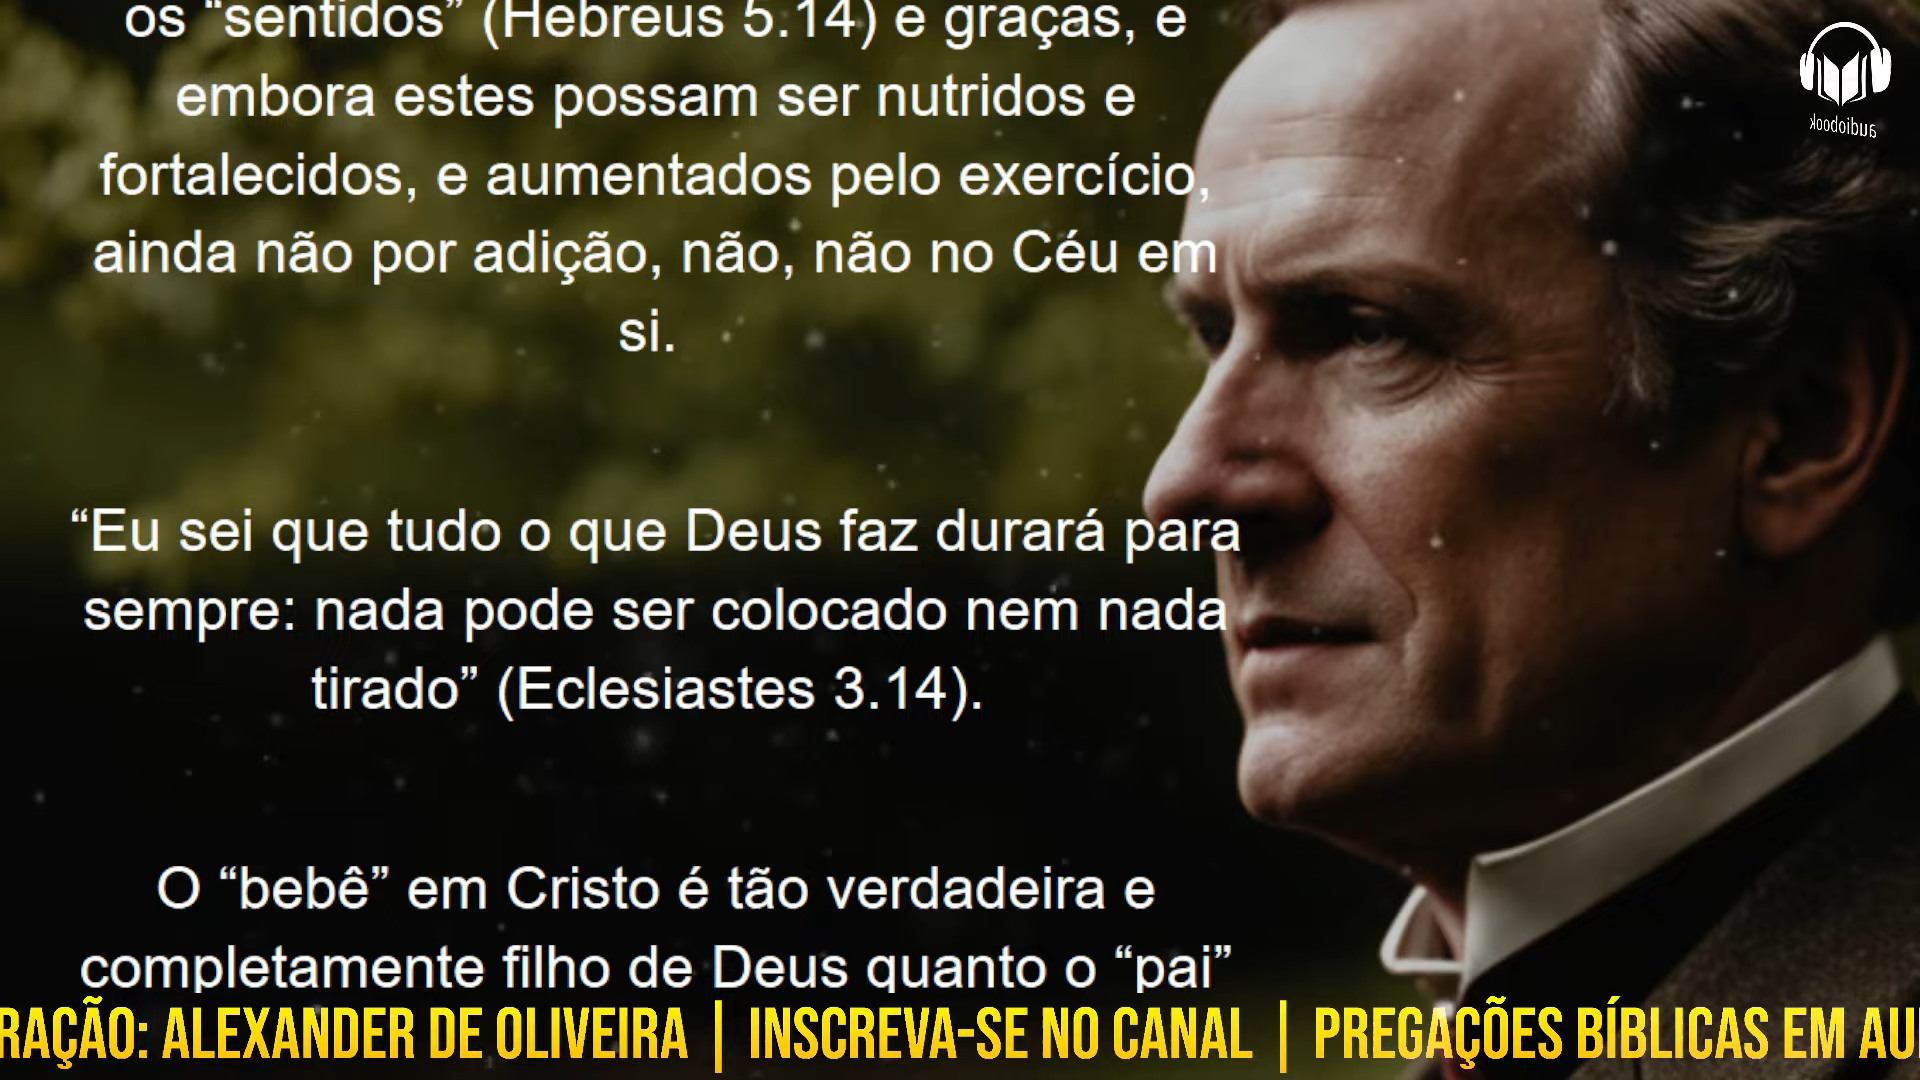 os “sentidos” (Hebreus 5.14) e graças, e
embora estes possam ser nutridos e
fortalecidos, e aumentados pelo exercício,
ainda não por adição, não, não no Céu em
si.
“Eu sei que tudo o que Deus faz durará para
sempre: nada pode ser colocado nem nada
tirado” (Eclesiastes 3.14).
O “bebê” em Cristo é tão verdadeira e
completamente filho de Deus quanto o “pai”
RAÇÃO: ALEXANDER DE OLIVEIRA | INSCREVA-SE NO CANAL | PREGAÇÕES BÍBLICAS EM AU
audiobook